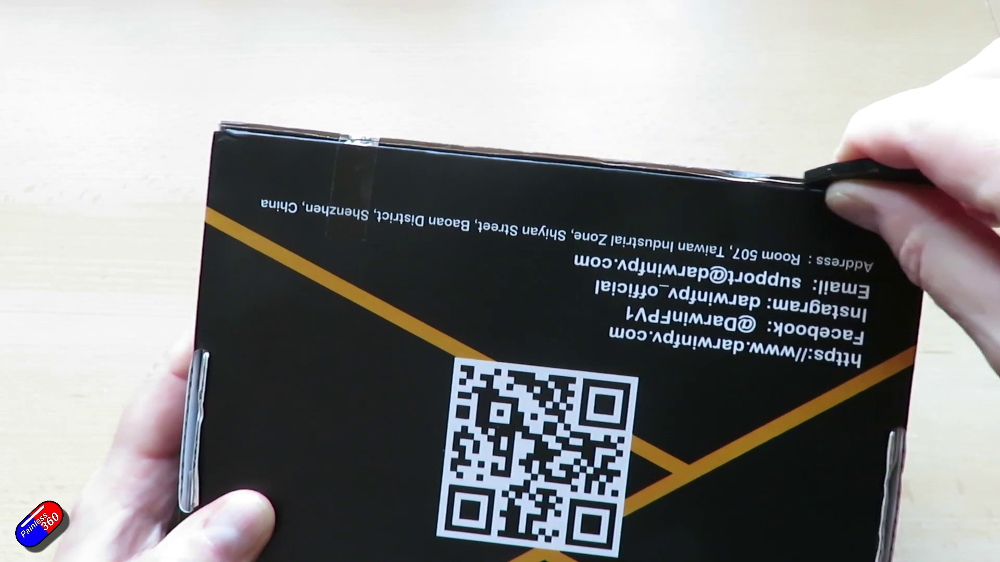 https://www.darwinfpv.com
Facebook: @DarwinFPV1
Instagram: darwinfpv_official
Email: support@darwinfpv.com
Address : Room 507, Taiwan Industrial Zone, Shiyan Street, Baoan District, Shenzhen, China
Painless
360